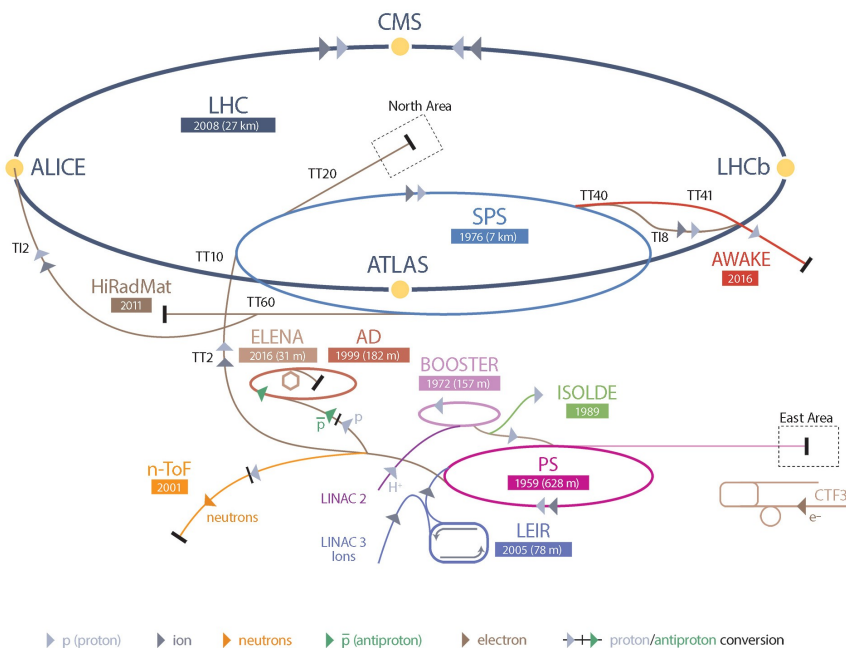 CMS
LHC
2008 (27 km)
North Area
ALICE
TT20
LHCb
TT40
TT41
SPS
1976 (7 km)
TI2
TT10
TI8
ATLAS
AWAKE
2016
HiRadMat
2011
TT60
ELENA
2016 (31 m)
AD
1999 (182 m)
TT2
BOOSTER
1972 (157 m)
ISOLDE
1989
p̅
p
East Area
n-ToF
2001
PS
1959 (628 m)
LINAC 2
H⁺
neutrons
CTF3
e⁻
LINAC 3
Ions
LEIR
2005 (78 m)
p (proton)
ion
neutrons
p̅ (antiproton)
electron
proton/antiproton conversion